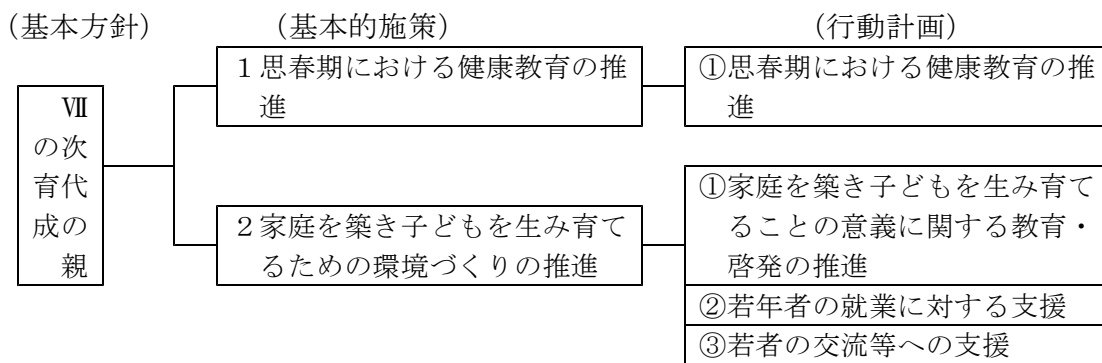 (基本方針)
(基本的施策)
(行動計画)
Ⅶ
の次
育代
成の
親
1思春期における健康教育の推
進
①思春期における健康教育の推
進
2家庭を築き子どもを生み育て
るための環境づくりの推進
①家庭を築き子どもを生み育て
ることの意義に関する教育・
啓発の推進
②若年者の就業に対する支援
③若者の交流等への支援